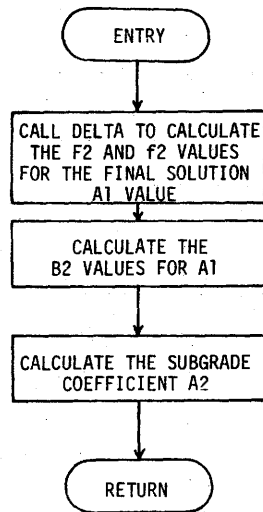 ENTRY
CALL DELTA TO CALCULATE
THE F2 AND f2 VALUES
FOR THE FINAL SOLUTION
A1 VALUE
CALCULATE THE
B2 VALUES FOR A1
CALCULATE THE SUBGRADE
COEFFICIENT A2
RETURN